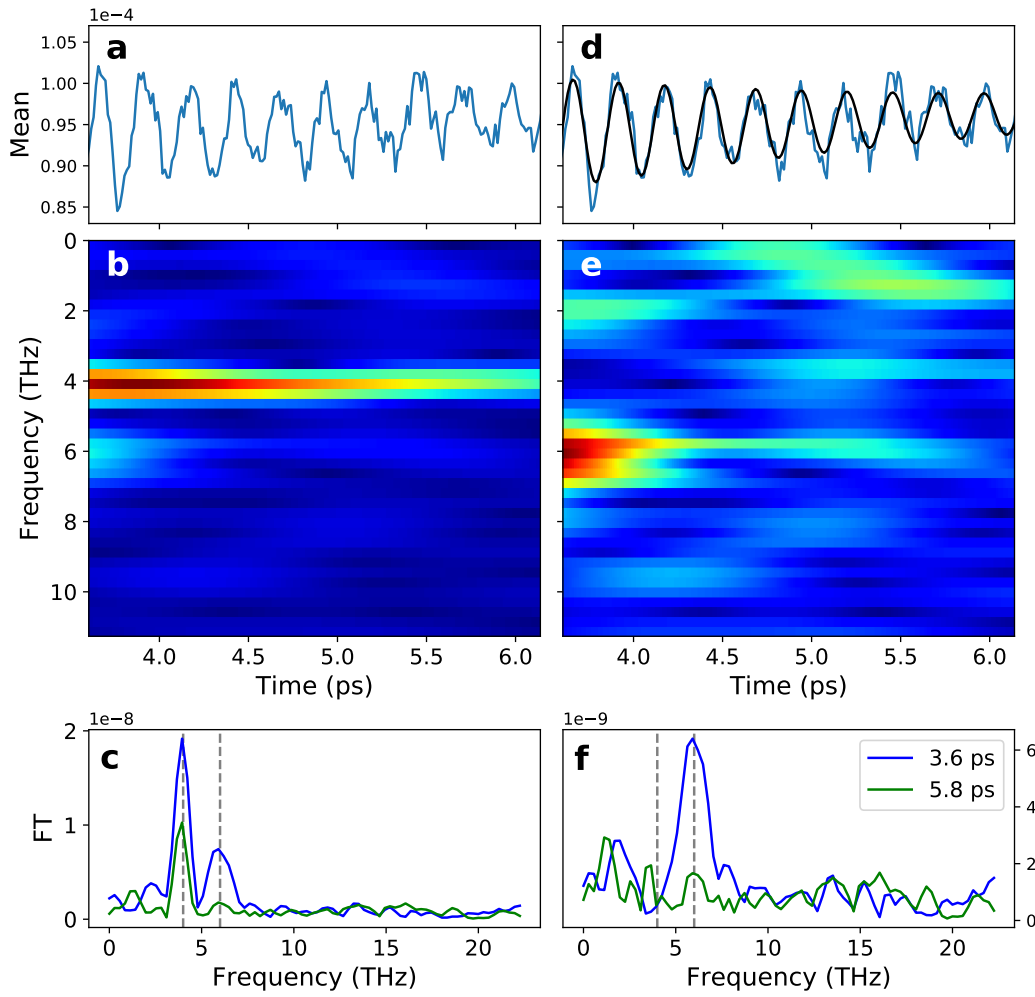 1e−4
a
d
1.05
1.00
0.95
0.90
0.85
Mean
b
e
0
2
4
6
8
10
Frequency (THz)
4.0 4.5 5.0 5.5 6.0
4.0 4.5 5.0 5.5 6.0
Time (ps)
Time (ps)
1e−8
1e−9
c
f
2
1
0
FT
3.6 ps
5.8 ps
6
4
2
0
0 5 10 15 20
0 5 10 15 20
Frequency (THz)
Frequency (THz)